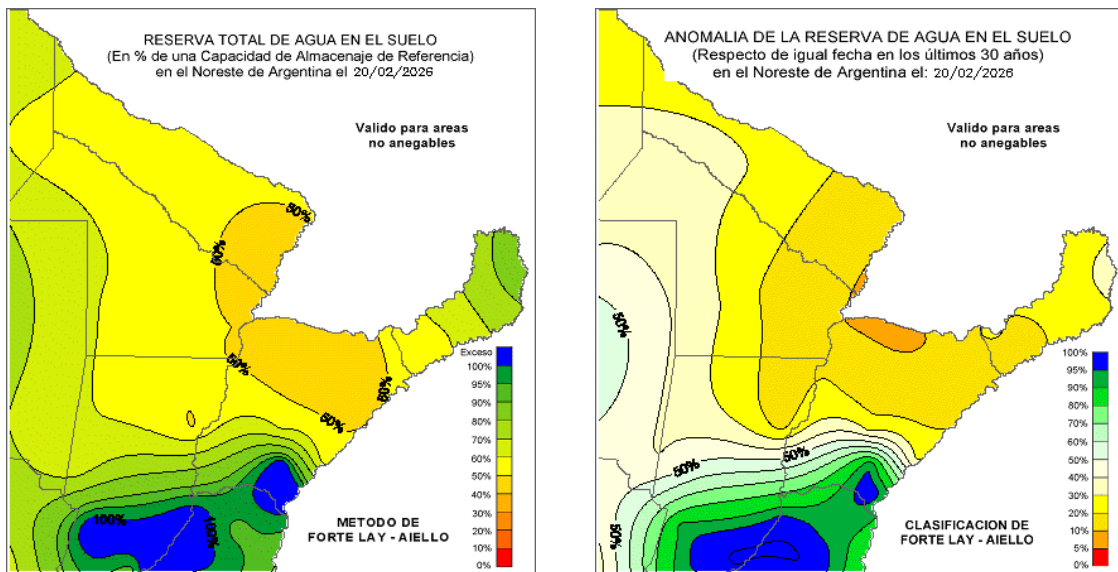 RESERVA TOTAL DE AGUA EN EL SUELO
(En % de una Capacidad de Almacenaje de Referencia)
en el Noreste de Argentina el 20/02/2026
Valido para areas
no anegables
50%
50%
50%
50%
50%
100%
100%
Exceso
100%
95%
90%
80%
70%
60%
50%
40%
30%
20%
10%
0%
METODO DE
FORTE LAY - AIELLO
ANOMALIA DE LA RESERVA DE AGUA EN EL SUELO
(Respecto de igual fecha en los últimos 30 años)
en el Noreste de Argentina el: 20/02/2026
Valido para areas
no anegables
50%
50%
50%
50%
100%
95%
90%
80%
70%
60%
50%
40%
30%
20%
10%
5%
0%
CLASIFICACION DE
FORTE LAY - AIELLO